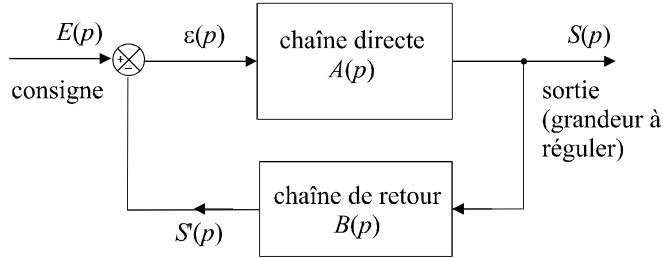 E(p)
ε(p)
chaîne directe
A(p)
S(p)
+
−
consigne
sortie
(grandeur à
réguler)
chaîne de retour
B(p)
S'(p)